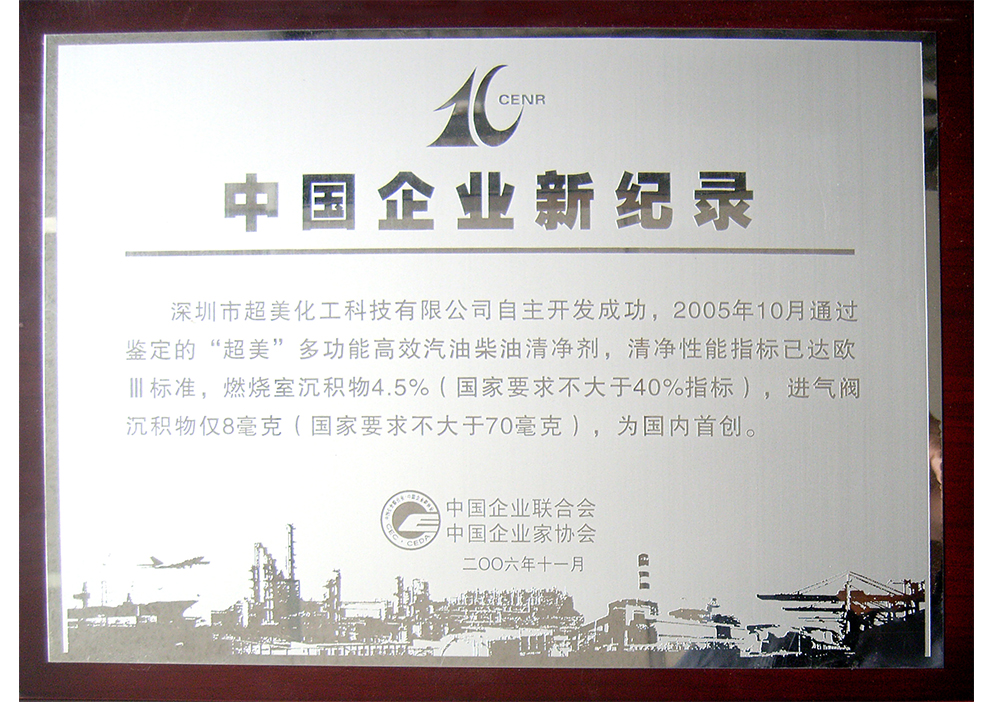 CENR
中国企业新纪录
深圳市超美化工科技有限公司自主开发成功，2005年10月通过
鉴定的“超美”多功能高效汽油柴油清净剂，清净性能指标已达欧
Ⅲ标准，燃烧室沉积物4.5%（国家要求不大于40%指标），进气阀
沉积物仅8毫克（国家要求不大于70毫克），为国内首创。
中国企业联合会
中国企业家协会
CEC · CEDA
二〇〇六年十一月